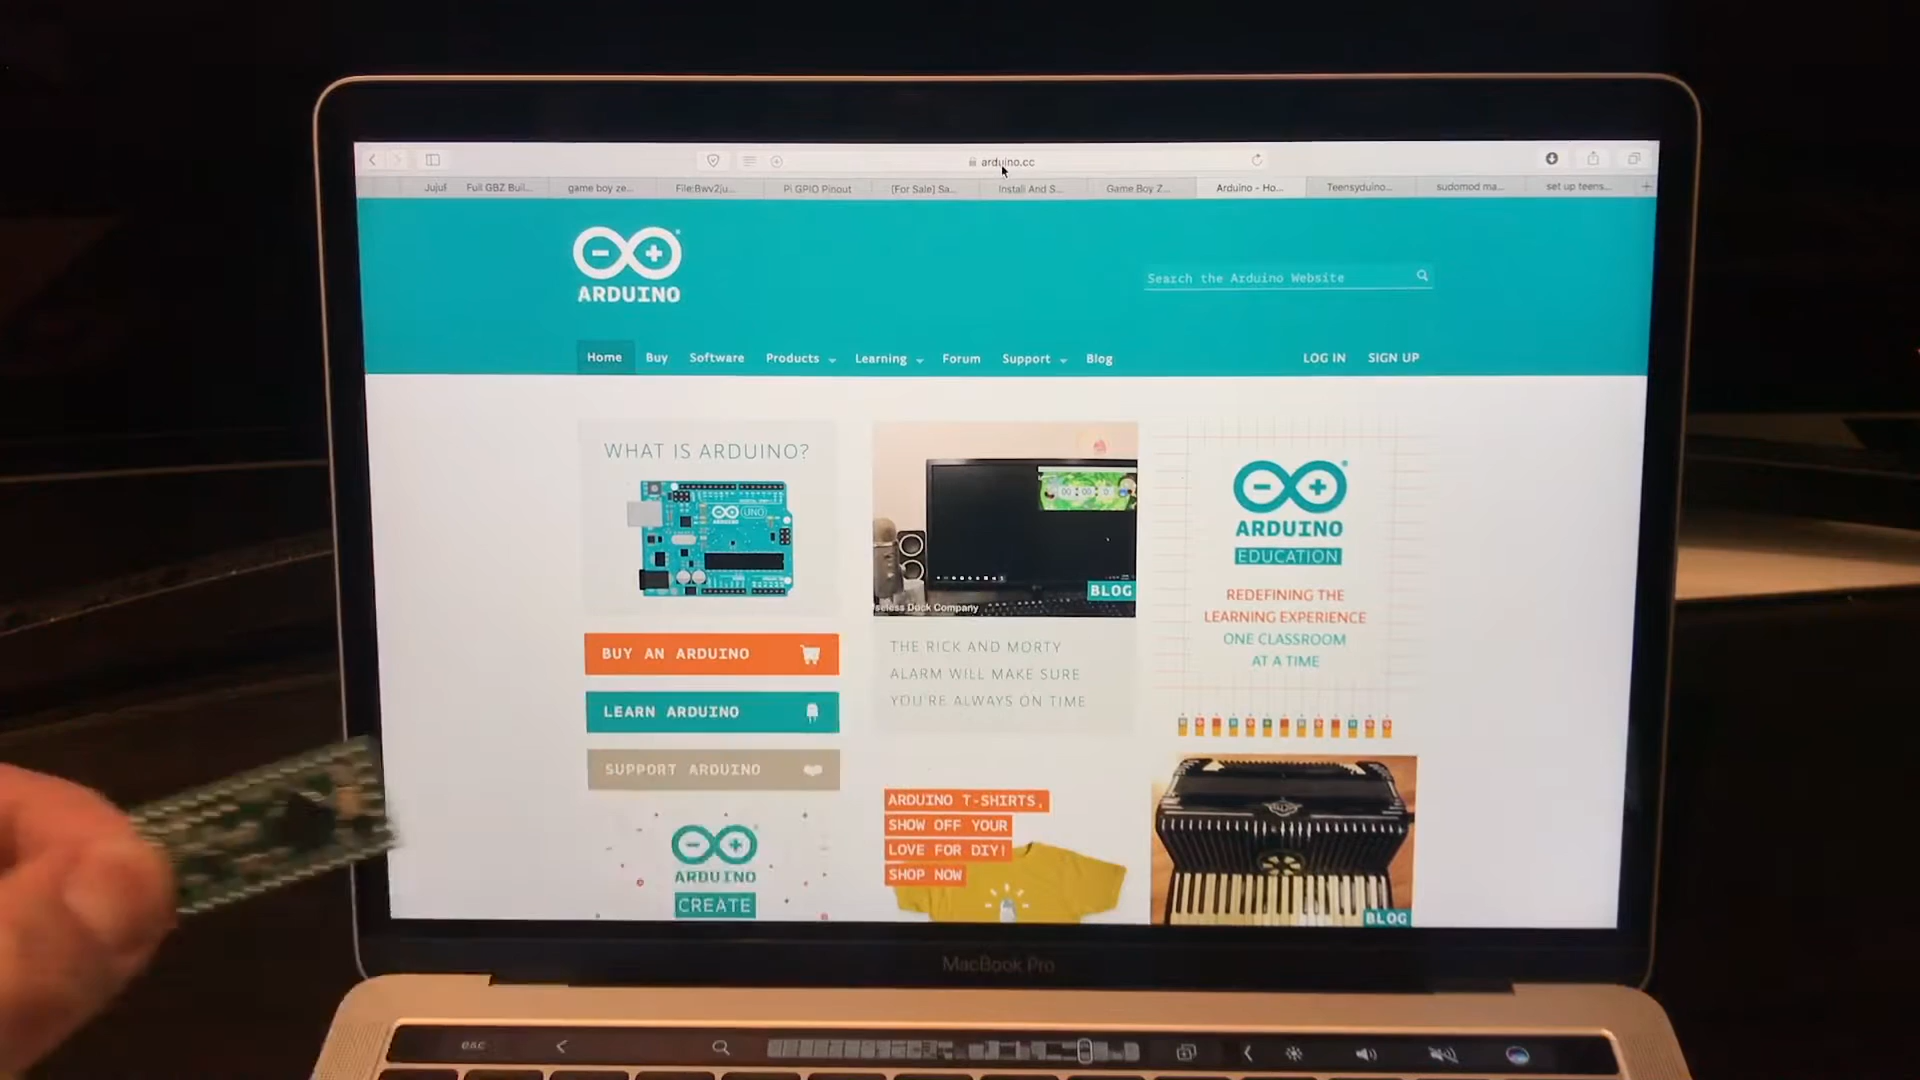 arduino.cc
Jujuf
Full GBZ Buil...
game boy ze...
File:Bwv2ju...
Pi GPIO Pinout
[For Sale] Sa...
Install And S...
Game Boy Z...
Arduino - Ho...
Teensyduino...
sudomod ma...
set up teens...
ARDUINO
Search the Arduino Website
Home
Buy
Software
Products
Learning
Forum
Support
Blog
LOG IN
SIGN UP
WHAT IS ARDUINO?
UNO
BUY AN ARDUINO
LEARN ARDUINO
SUPPORT ARDUINO
ARDUINO
CREATE
seless Duck Company
BLOG
THE RICK AND MORTY
ALARM WILL MAKE SURE
YOU'RE ALWAYS ON TIME
ARDUINO T-SHIRTS,
SHOW OFF YOUR
LOVE FOR DIY!
SHOP NOW
ARDUINO
EDUCATION
REDEFINING THE
LEARNING EXPERIENCE
ONE CLASSROOM
AT A TIME
BLOG
MacBook Pro
esc